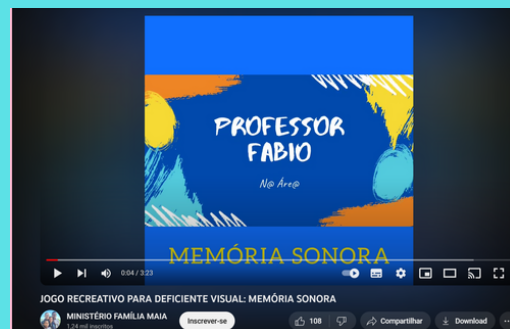 PROFESSOR
FABIO
N@ Áre@
MEMÓRIA SONORA
0:04 / 3:23
JOGO RECREATIVO PARA DEFICIENTE VISUAL: MEMÓRIA SONORA
MINISTÉRIO FAMÍLIA MAIA
1,24 mil inscritos
Inscrever-se
108
Compartilhar
Download